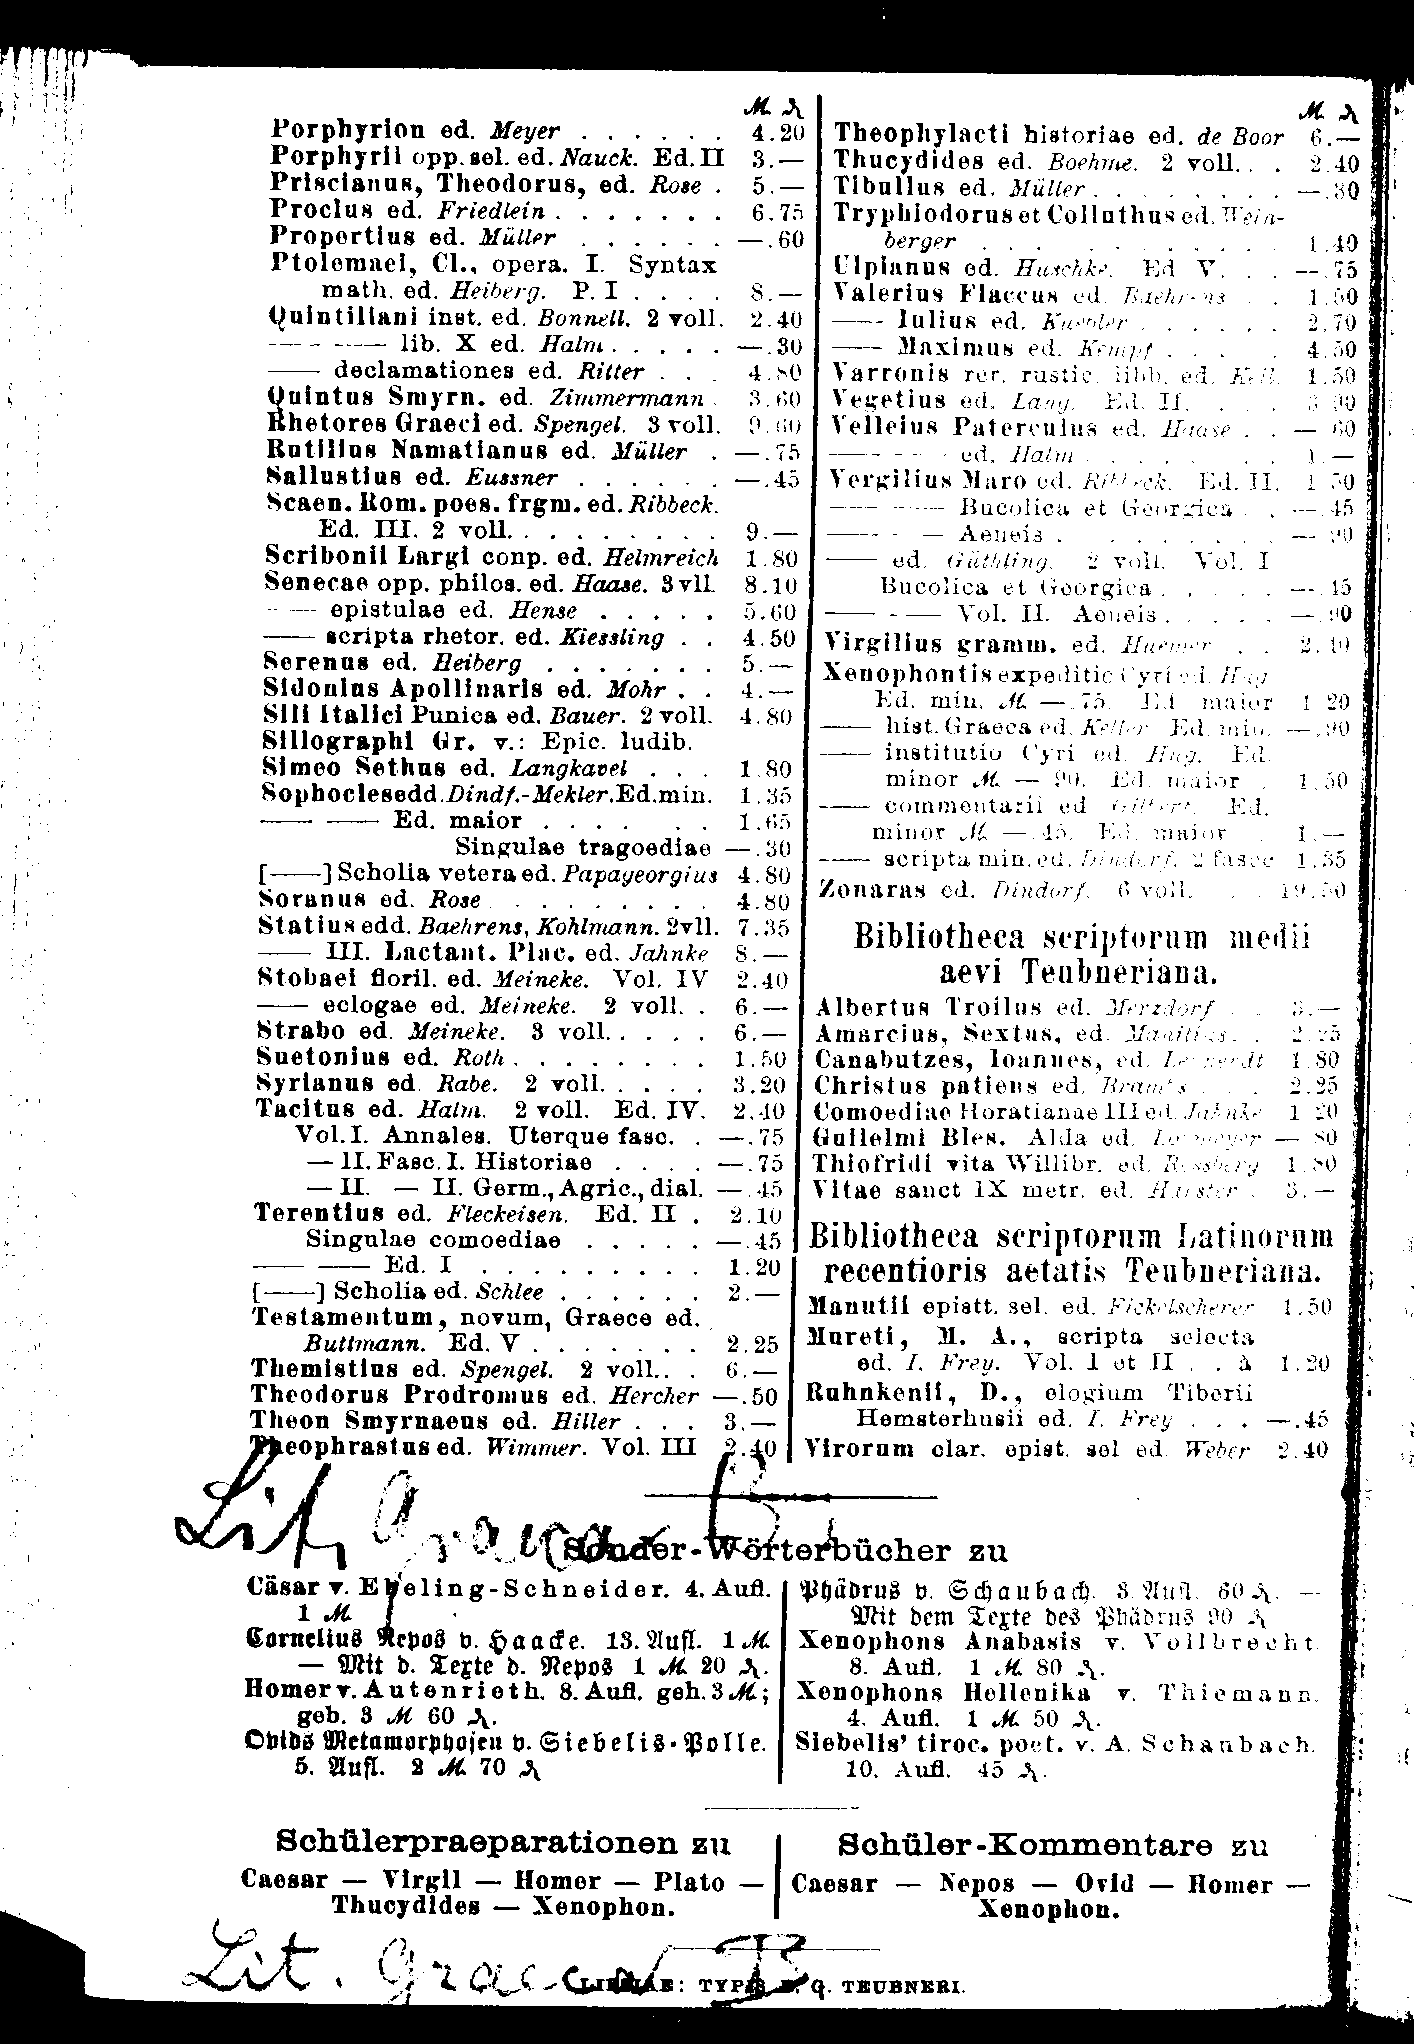 M. ₰
Porphyrion ed. Meyer . . . . . . 4.20
Porphyrii opp. sel. ed. Nauck. Ed. II 3.—
Priscianus, Theodorus, ed. Rose . 5.—
Proclus ed. Friedlein . . . . . . . 6.75
Propertius ed. Müller . . . . . . —.60
Ptolemaei, Cl., opera. I. Syntax
math. ed. Heiberg. P. I . . . . 8.—
Quintiliani inst. ed. Bonnell. 2 voll. 2.40
—— —— lib. X ed. Halm . . . . . —.30
—— declamationes ed. Ritter . . . 4.80
Quintus Smyrn. ed. Zimmermann . 3.60
Rhetores Graeci ed. Spengel. 3 voll. 9.60
Rutilius Namatianus ed. Müller . —.75
Sallustius ed. Eussner . . . . . . —.45
Scaen. Rom. poes. frgm. ed. Ribbeck.
Ed. III. 2 voll. . . . . . . . . 9.—
Scribonii Largi conp. ed. Helmreich 1.80
Senecae opp. philos. ed. Haase. 3 vll. 8.10
—— epistulae ed. Hense . . . . . 5.60
—— scripta rhetor. ed. Kiessling . . 4.50
Serenus ed. Heiberg . . . . . . . 5.—
Sidonius Apollinaris ed. Mohr . . 4.—
Sili Italici Punica ed. Bauer. 2 voll. 4.80
Sillographi Gr. v.: Epic. ludib.
Simeo Sethus ed. Langkavel . . . 1.80
Sophocles edd. Dindf.-Mekler. Ed. min. 1.35
—— —— Ed. maior . . . . . . . 1.65
Singulae tragoediae —.30
[——] Scholia vetera ed. Papageorgius 4.80
Soranus ed. Rose . . . . . . . . 4.80
Statius edd. Baehrens, Kohlmann. 2 vll. 7.35
—— III. Lactant. Plac. ed. Jahnke 8.—
Stobaei floril. ed. Meineke. Vol. IV 2.40
—— eclogae ed. Meineke. 2 voll. . 6.—
Strabo ed. Meineke. 3 voll. . . . . 6.—
Suetonius ed. Roth . . . . . . . . 1.50
Syrianus ed. Rabe. 2 voll. . . . . 3.20
Tacitus ed. Halm. 2 voll. Ed. IV. 2.40
Vol. I. Annales. Uterque fasc. . —.75
— II. Fasc. I. Historiae . . . . —.75
— II. — II. Germ., Agric., dial. —.45
Terentius ed. Fleckeisen. Ed. II . 2.10
Singulae comoediae . . . . . —.45
—— —— Ed. I . . . . . . . . . 1.20
[——] Scholia ed. Schlee . . . . . . 2.—
Testamentum, novum, Graece ed.
Buttmann. Ed. V . . . . . . . 2.25
Themistius ed. Spengel. 2 voll. . . 6.—
Theodorus Prodromus ed. Hercher —.50
Theon Smyrnaeus ed. Hiller . . . 3.—
Theophrastus ed. Wimmer. Vol. III 2.40
M. ₰
Theophylacti historiae ed. de Boor 6.—
Thucydides ed. Boehme. 2 voll. . . 2.40
Tibullus ed. Müller . . . . . . . —.30
Tryphiodorus et Colluthus ed. Wein-
berger . . . . . . . . . . 1.40
Ulpianus ed. Huschke. Ed V. . . —.75
Valerius Flaccus ed. Baehrens . . 1.50
—— Iulius ed. Kuebler . . . . . . 2.70
—— Maximus ed. Kempf . . . . 4.50
Varronis rer. rustic. libb. ed. Keil. 1.50
Vegetius ed. Lang. Ed. II. . . . 3.90
Velleius Paterculus ed. Haase . . —.60
—— —— ed. Halm . . . . . . . 1.—
Vergilius Maro ed. Ribbeck. Ed. II. 1.50
—— —— Bucolica et Georgica . . —.45
—— — Aeneis . . . . . . . . —.90
—— ed. Güthling. 2 voll. Vol. I
Bucolica et Georgica . . . . . —.45
—— —— Vol. II. Aeneis . . . . . —.90
Virgilius gramm. ed. Huemer . . 2.40
Xenophontis expeditio Cyri ed. Hug
Ed. min. M. —.75. Ed. maior 1.20
—— hist. Graeca ed. Keller Ed. min. —.90
—— institutio Cyri ed. Hug. Ed.
minor M. —.90. Ed. maior . 1.50
—— commentarii ed. Gilbert. Ed.
minor M. —.45. Ed. maior . 1.—
—— scripta min. ed. Dindorf. 2 fascc 1.35
Zonaras ed. Dindorf. 6 voll. . . . 19.50
Bibliotheca scriptorum medii
aevi Teubneriana.
Albertus Troilus ed. Merzdorf . . 3.—
Amarcius, Sextus, ed. Manitius . . 2.25
Canabutzes, Ioannes, ed. Lehnerdt 1.80
Christus patiens ed. Brambs . . . 2.25
Comoediae Horatianae III ed. Jahnke 1.20
Guilelmi Bles. Alda ed. Lohmeyer —.80
Thiofridi vita Willibr. ed. Rossberg 1.80
Vitae sanct IX metr. ed. Harster . 3.—
Bibliotheca scriptorum Latinorum
recentioris aetatis Teubneriana.
Manutii epistt. sel. ed. Fickelscherer 1.50
Mureti, M. A., scripta selecta
ed. I. Frey. Vol. I et II . . à 1.20
Ruhnkenii, D., elogium Tiberii
Hemsterhusii ed. I. Frey . . . —.45
Virorum clar. epist. sel ed. Weber 2.40
Lit. Graeca B
Sonder-Wörterbücher zu
Cäsar v. Ebeling-Schneider. 4. Aufl.
1 M.
Cornelius Nepos v. Haacke. 13. Aufl. 1 M.
— Mit d. Texte d. Nepos 1 M. 20 ₰.
Homer v. Autenrieth. 8. Aufl. geh. 3 M.;
geb. 3 M 60 ₰.
Ovids Metamorphosen v. Siebelis-Polle.
5. Aufl. 2 M. 70 ₰
Phädrus v. Schaubach. 3. Aufl. 60 ₰. —
Mit dem Texte des Phädrus 90 ₰
Xenophons Anabasis v. Vollbrecht.
8. Aufl. 1 M. 80 ₰.
Xenophons Hellenika v. Thiemann.
4. Aufl. 1 M. 50 ₰.
Siebelis' tiroc. poet. v. A. Schaubach.
10. Aufl. 45 ₰.
Schülerpraeparationen zu
Caesar — Virgil — Homer — Plato —
Thucydides — Xenophon.
Schüler-Kommentare zu
Caesar — Nepos — Ovid — Homer —
Xenophon.
Lit. Graeca B
LIPSIAE: TYPIS B. G. TEUBNERI.